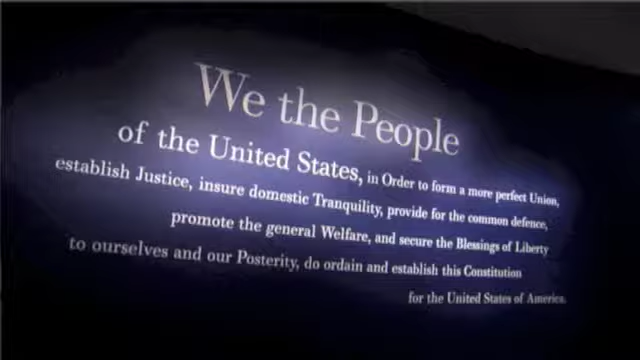 We the People
of the United States, in Order to form a more perfect Union,
establish Justice, insure domestic Tranquility, provide for the common defence,
promote the general Welfare, and secure the Blessings of Liberty
to ourselves and our Posterity, do ordain and establish this Constitution
for the United States of America.